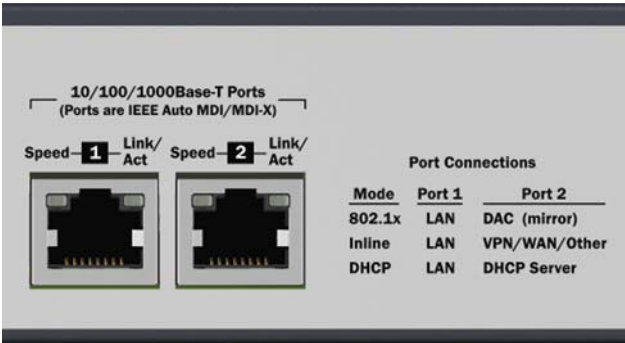 10/100/1000Base-T Ports
(Ports are IEEE Auto MDI/MDI-X)
Speed 1 Link/Act
Speed 2 Link/Act
Port Connections
Mode Port 1 Port 2
802.1x LAN DAC (mirror)
Inline LAN VPN/WAN/Other
DHCP LAN DHCP Server